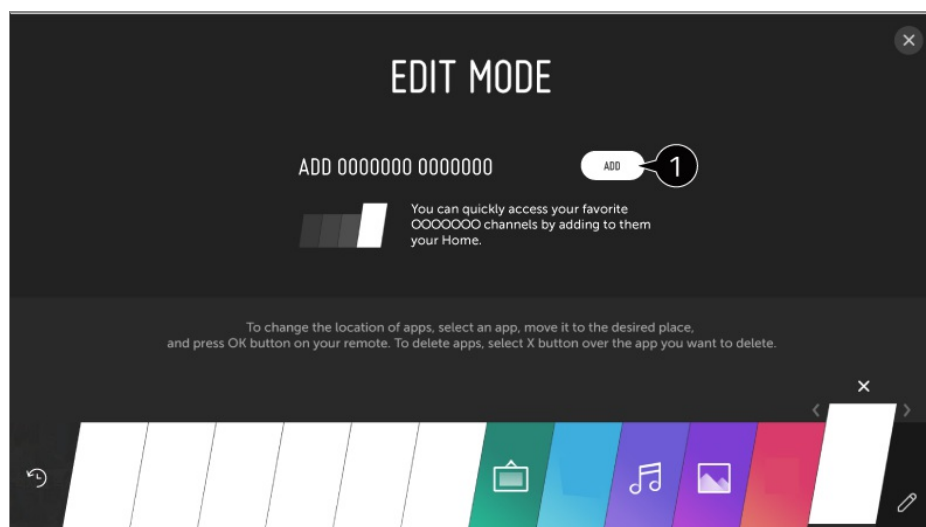 EDIT MODE
ADD OOOOOOO OOOOOOO
ADD
1
You can quickly access your favorite
OOOOOOO channels by adding to them
your Home.
To change the location of apps, select an app, move it to the desired place,
and press OK button on your remote. To delete apps, select X button over the app you want to delete.